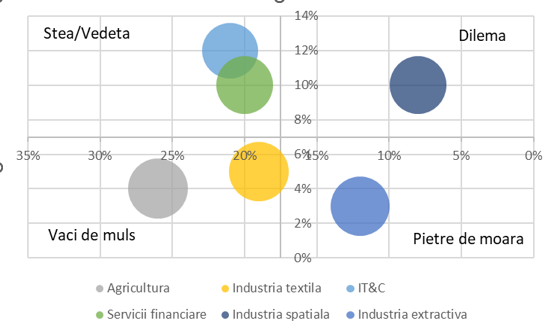 14%
Stea/Vedeta
Dilema
12%
10%
8%
6%
35%
30%
25%
20%
15%
10%
5%
0%
4%
2%
Vaci de muls
Pietre de moara
0%
Agricultura
Industria textila
IT&C
Servicii financiare
Industria spatiala
Industria extractiva